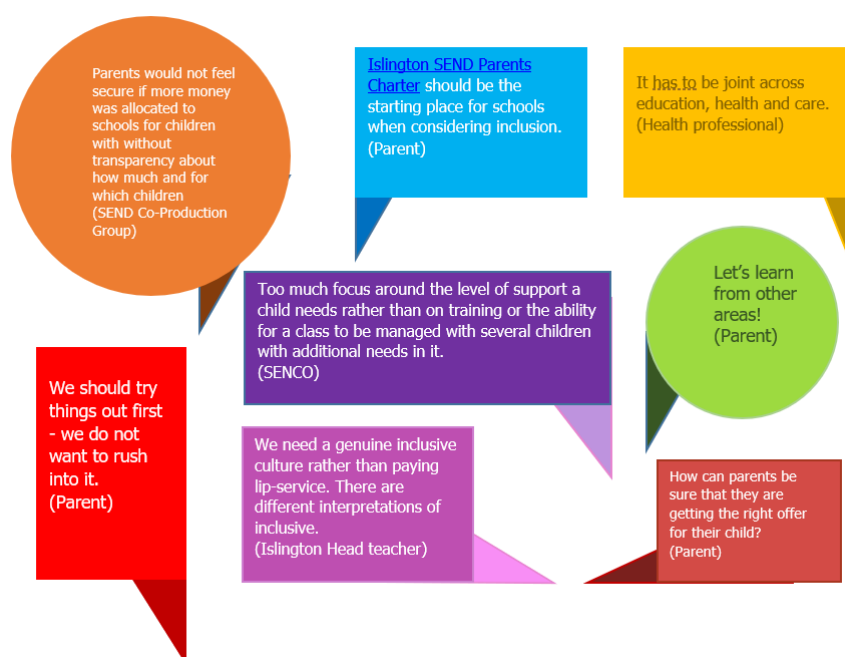 Parents would not feel
secure if more money
was allocated to
schools for children
with without
transparency about
how much and for
which children
(SEND Co-Production
Group)
Islington SEND Parents
Charter should be the
starting place for schools
when considering inclusion.
(Parent)
It has to be joint across
education, health and care.
(Health professional)
Too much focus around the level of support a
child needs rather than on training or the ability
for a class to be managed with several children
with additional needs in it.
(SENCO)
Let's learn
from other
areas!
(Parent)
We should try
things out first
- we do not
want to rush
into it.
(Parent)
We need a genuine inclusive
culture rather than paying
lip-service. There are
different interpretations of
inclusive.
(Islington Head teacher)
How can parents be
sure that they are
getting the right offer
for their child?
(Parent)